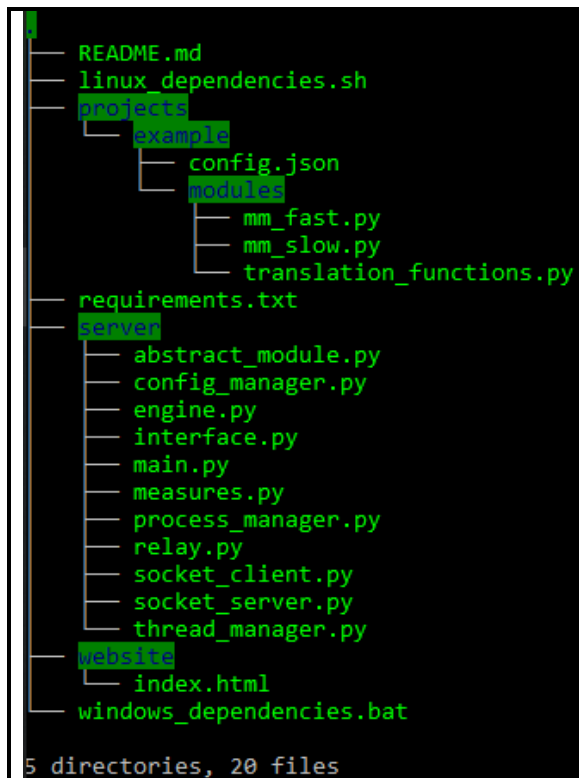 .
├── README.md
├── linux_dependencies.sh
├── projects
│   └── example
│       ├── config.json
│       └── modules
│           ├── mm_fast.py
│           ├── mm_slow.py
│           └── translation_functions.py
├── requirements.txt
├── server
│   ├── abstract_module.py
│   ├── config_manager.py
│   ├── engine.py
│   ├── interface.py
│   ├── main.py
│   ├── measures.py
│   ├── process_manager.py
│   ├── relay.py
│   ├── socket_client.py
│   ├── socket_server.py
│   └── thread_manager.py
├── website
│   └── index.html
└── windows_dependencies.bat
5 directories, 20 files